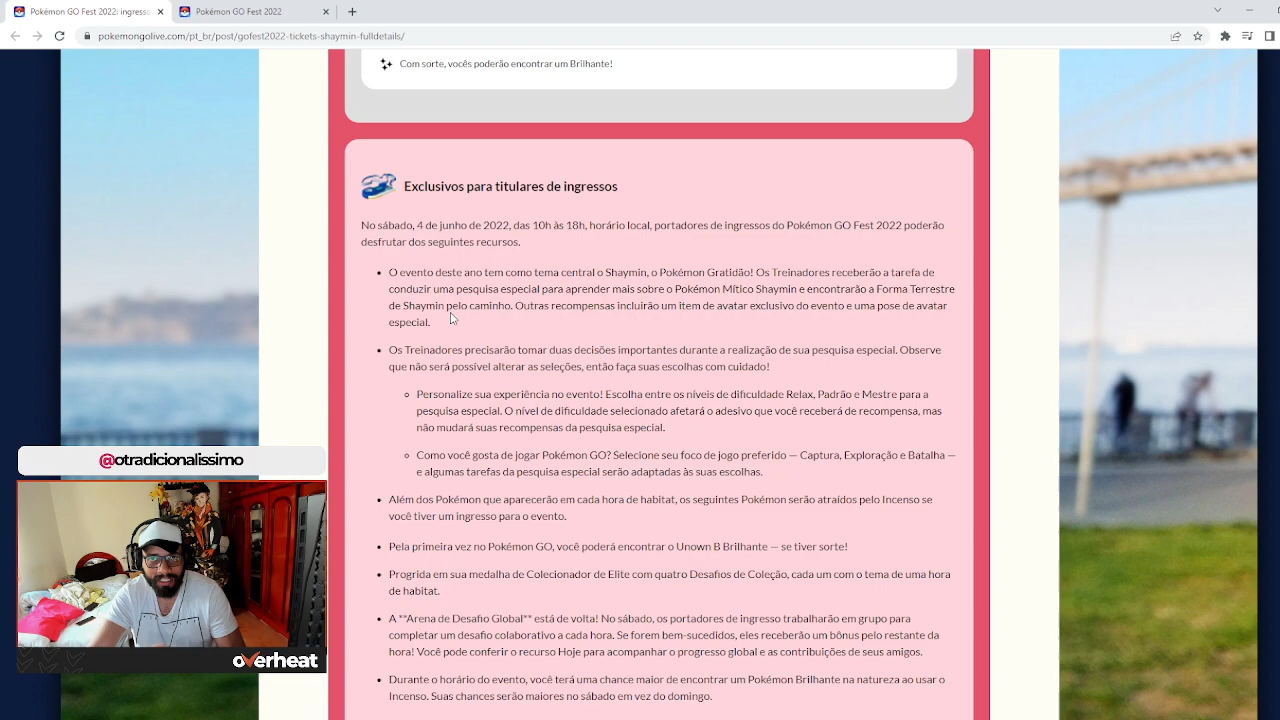 Pokémon GO Fest 2022: ingresso
Pokémon GO Fest 2022
pokemongolive.com/pt_br/post/gofest2022-tickets-shaymin-fulldetails/
Com sorte, vocês poderão encontrar um Brilhante!
Exclusivos para titulares de ingressos
No sábado, 4 de junho de 2022, das 10h às 18h, horário local, portadores de ingressos do Pokémon GO Fest 2022 poderão
desfrutar dos seguintes recursos.
O evento deste ano tem como tema central o Shaymin, o Pokémon Gratidão! Os Treinadores receberão a tarefa de
conduzir uma pesquisa especial para aprender mais sobre o Pokémon Mítico Shaymin e encontrarão a Forma Terrestre
de Shaymin pelo caminho. Outras recompensas incluirão um item de avatar exclusivo do evento e uma pose de avatar
especial.
Os Treinadores precisarão tomar duas decisões importantes durante a realização de sua pesquisa especial. Observe
que não será possível alterar as seleções, então faça suas escolhas com cuidado!
Personalize sua experiência no evento! Escolha entre os níveis de dificuldade Relax, Padrão e Mestre para a
pesquisa especial. O nível de dificuldade selecionado afetará o adesivo que você receberá de recompensa, mas
não mudará suas recompensas da pesquisa especial.
Como você gosta de jogar Pokémon GO? Selecione seu foco de jogo preferido — Captura, Exploração e Batalha —
e algumas tarefas da pesquisa especial serão adaptadas às suas escolhas.
Além dos Pokémon que aparecerão em cada hora de habitat, os seguintes Pokémon serão atraídos pelo Incenso se
você tiver um ingresso para o evento.
Pela primeira vez no Pokémon GO, você poderá encontrar o Unown B Brilhante — se tiver sorte!
Progrida em sua medalha de Colecionador de Elite com quatro Desafios de Coleção, cada um com o tema de uma hora
de habitat.
A **Arena de Desafio Global** está de volta! No sábado, os portadores de ingresso trabalharão em grupo para
completar um desafio colaborativo a cada hora. Se forem bem-sucedidos, eles receberão um bônus pelo restante da
hora! Você pode conferir o recurso Hoje para acompanhar o progresso global e as contribuições de seus amigos.
Durante o horário do evento, você terá uma chance maior de encontrar um Pokémon Brilhante na natureza ao usar o
Incenso. Suas chances serão maiores no sábado em vez do domingo.
@otradicionalissimo
overheat